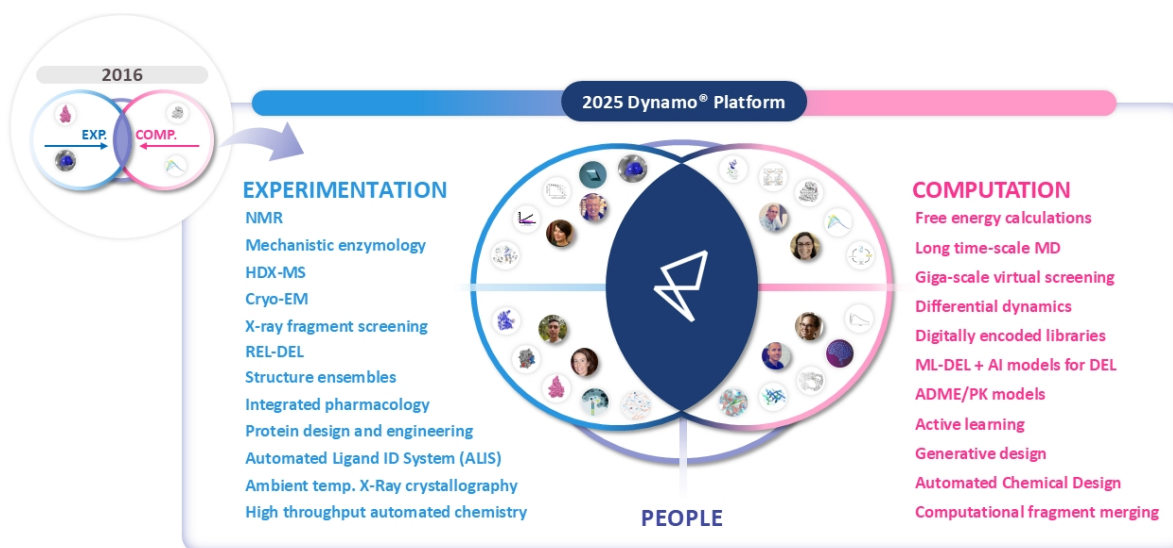 2016
EXP.
COMP.
2025 Dynamo® Platform
EXPERIMENTATION
NMR
Mechanistic enzymology
HDX-MS
Cryo-EM
X-ray fragment screening
REL-DEL
Structure ensembles
Integrated pharmacology
Protein design and engineering
Automated Ligand ID System (ALIS)
Ambient temp. X-Ray crystallography
High throughput automated chemistry
COMPUTATION
Free energy calculations
Long time-scale MD
Giga-scale virtual screening
Differential dynamics
Digitally encoded libraries
ML-DEL + AI models for DEL
ADME/PK models
Active learning
Generative design
Automated Chemical Design
Computational fragment merging
PEOPLE